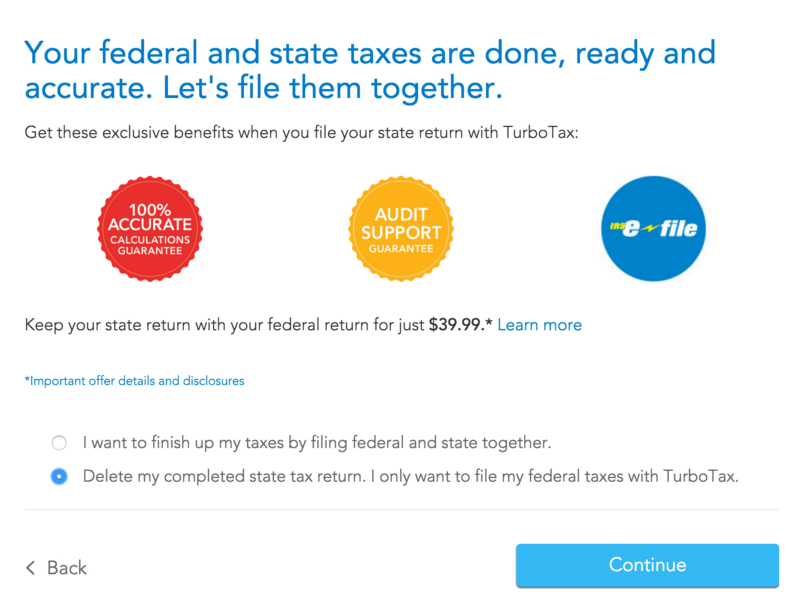 Your federal and state taxes are done, ready and
accurate. Let's file them together.
Get these exclusive benefits when you file your state return with TurboTax:
100%
ACCURATE
CALCULATIONS
GUARANTEE
AUDIT
SUPPORT
GUARANTEE
IRS e file
Keep your state return with your federal return for just $39.99.* Learn more
*Important offer details and disclosures
I want to finish up my taxes by filing federal and state together.
Delete my completed state tax return. I only want to file my federal taxes with TurboTax.
< Back
Continue